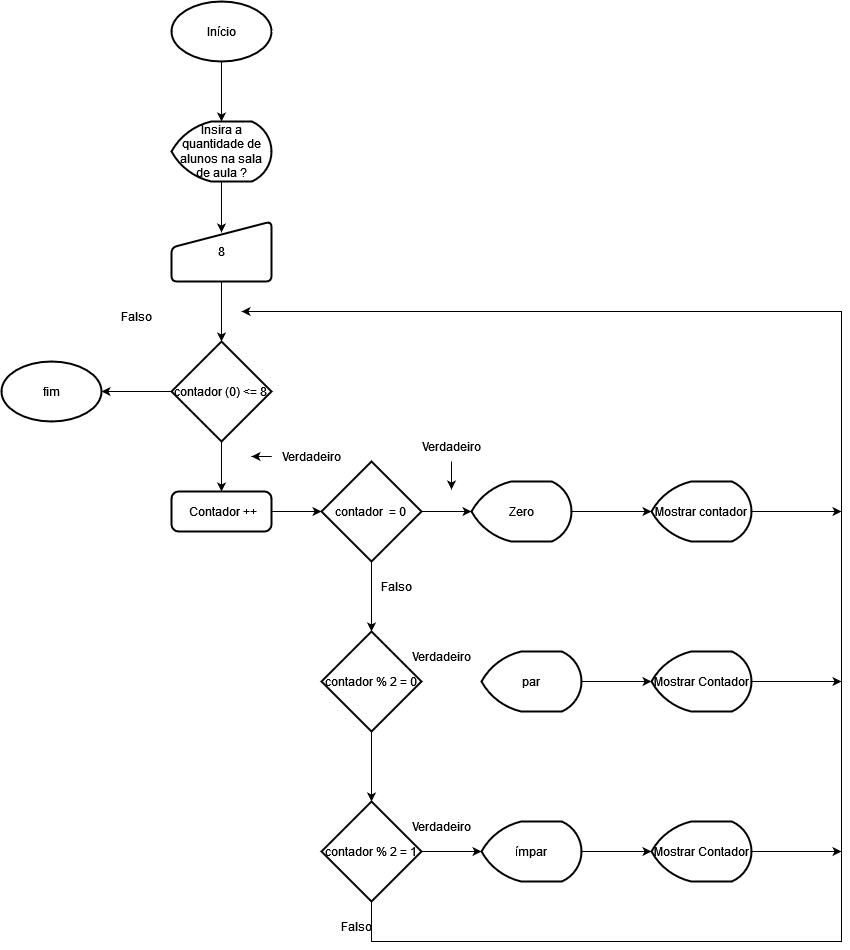 Início
Insira a
quantidade de
alunos na sala
de aula ?
8
Falso
fim
contador (0) <= 8
Verdadeiro
Verdadeiro
Contador ++
contador  = 0
Zero
Mostrar contador
Falso
Verdadeiro
contador % 2 = 0
par
Mostrar Contador
Verdadeiro
contador % 2 = 1
ímpar
Mostrar Contador
Falso